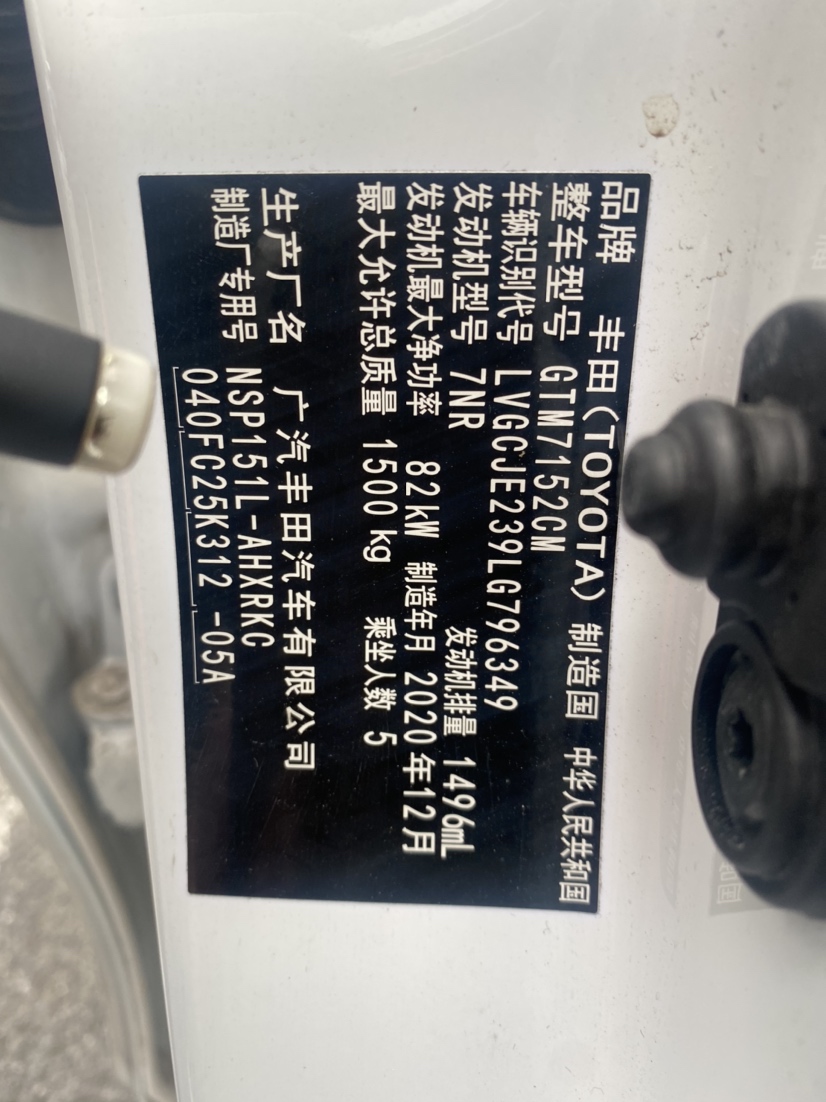 品牌 丰田(TOYOTA) 制造国 中华人民共和国
整车型号 GTM7152GM
车辆识别代号 LVGCJE239LG796349
发动机型号 7NR 发动机排量 1496mL
发动机最大净功率 82kW 制造年月 2020年12月
最大允许总质量 1500kg 乘坐人数 5
生产厂名 广汽丰田汽车有限公司
制造厂专用号 NSP151L-AHXRKC
040FC25K312 -05A